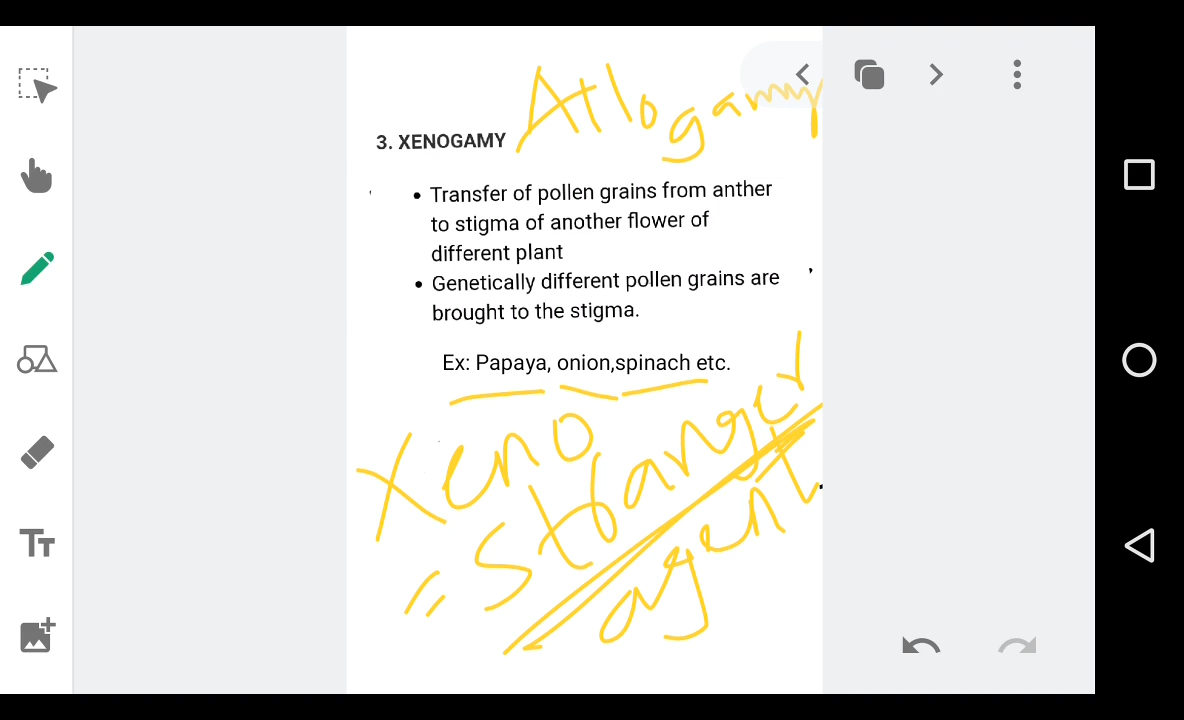 Allogamy
3. XENOGAMY
• Transfer of pollen grains from anther
to stigma of another flower of
different plant
• Genetically different pollen grains are
brought to the stigma.
Ex: Papaya, onion,spinach etc.
Xeno
= Stranger
agent
TT